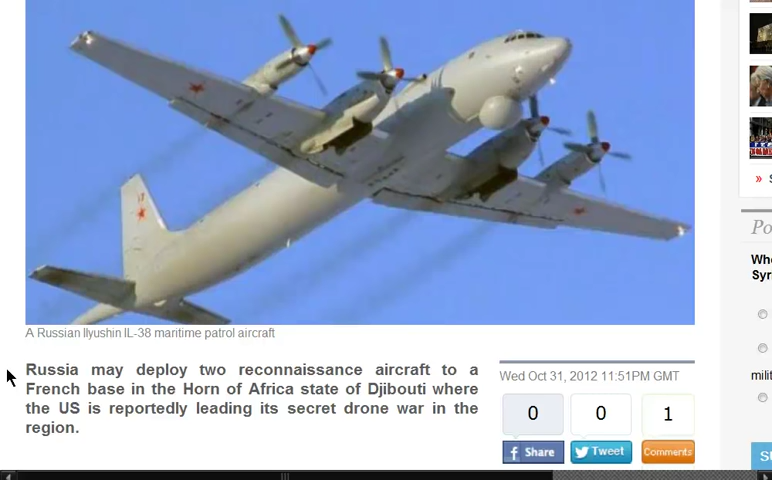 A Russian Ilyushin IL-38 maritime patrol aircraft
Russia may deploy two reconnaissance aircraft to a
French base in the Horn of Africa state of Djibouti where
the US is reportedly leading its secret drone war in the
region.
Wed Oct 31, 2012 11:51PM GMT
0 0 1
Share Tweet Comments